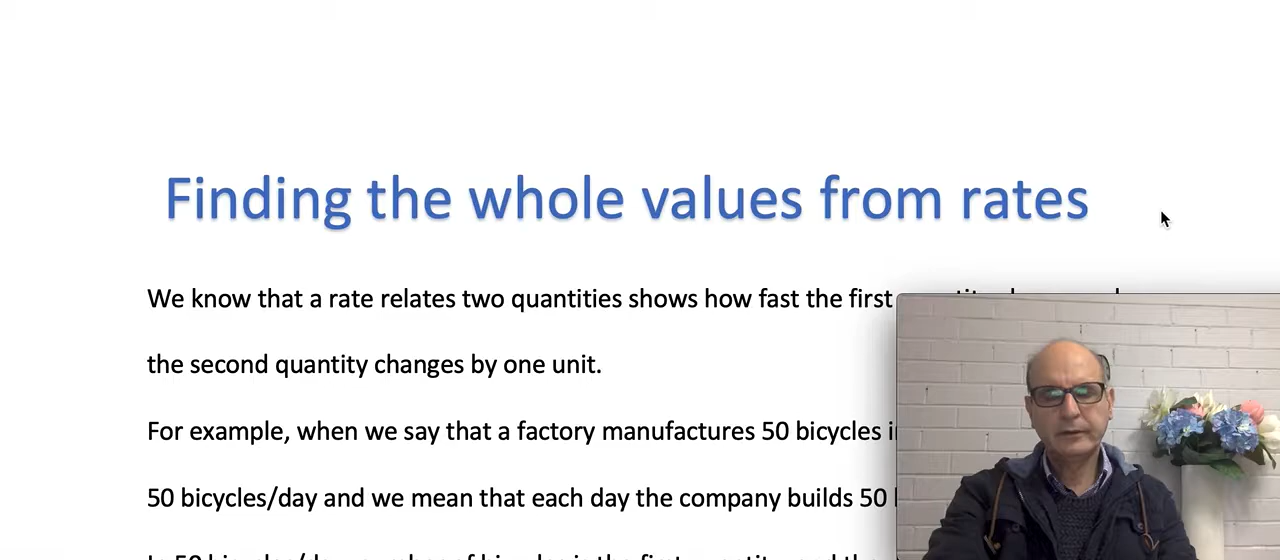 Finding the whole values from rates
We know that a rate relates two quantities shows how fast the first
the second quantity changes by one unit.
For example, when we say that a factory manufactures 50 bicycles
50 bicycles/day and we mean that each day the company builds 50